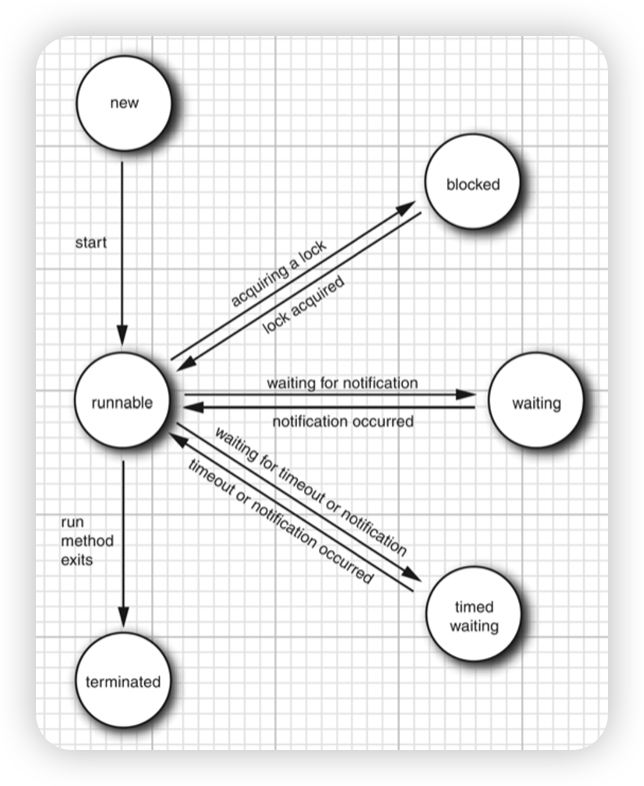 new
blocked
start
acquiring a lock
lock acquired
runnable
waiting for notification
notification occurred
waiting
waiting for timeout or notification
timeout or notification occurred
run
method
exits
timed
waiting
terminated